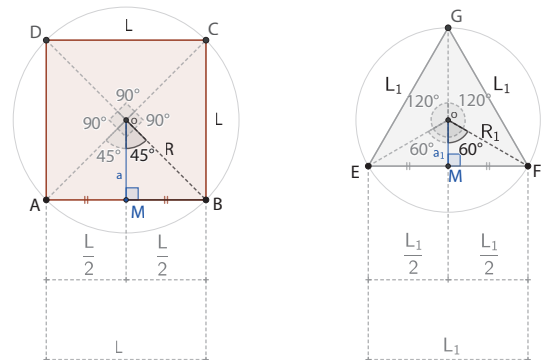 D L C
90°
90° o 90° L
45° 45° R
a
A M B
L/2 L/2
L
G
L₁ L₁
120° 120°
o R₁
60° a₁ 60°
E M F
L₁/2 L₁/2
L₁